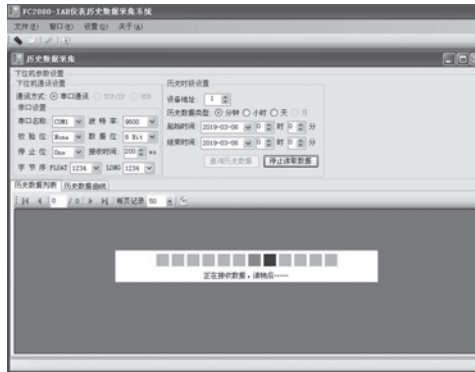 FC2000-IAE仪表历史数据采集系统
文件(F) 窗口(W) 设置(S) 关于(A)
历史数据采集
下位机参数设置
下位机通讯设置
通讯方式: 串口通讯 TCP/IP USB
串口设置
串口名称: COM1 波 特 率: 9600
校 验 位: None 数 据 位: 8 Bit
停 止 位: One 接收时间: 200 ms
字 节 序:FLOAT 1234 LONG 1234
历史时段设置
设备地址: 1
历史数据类型: 分钟 小时 天 月
起始时间: 2019-03-08 0 时 0 分
结束时间: 2019-03-08 0 时 0 分
查询历史数据 停止读取数据
历史数据列表 历史数据曲线
0 / 0 每页记录 50
正在接收数据，请稍后……